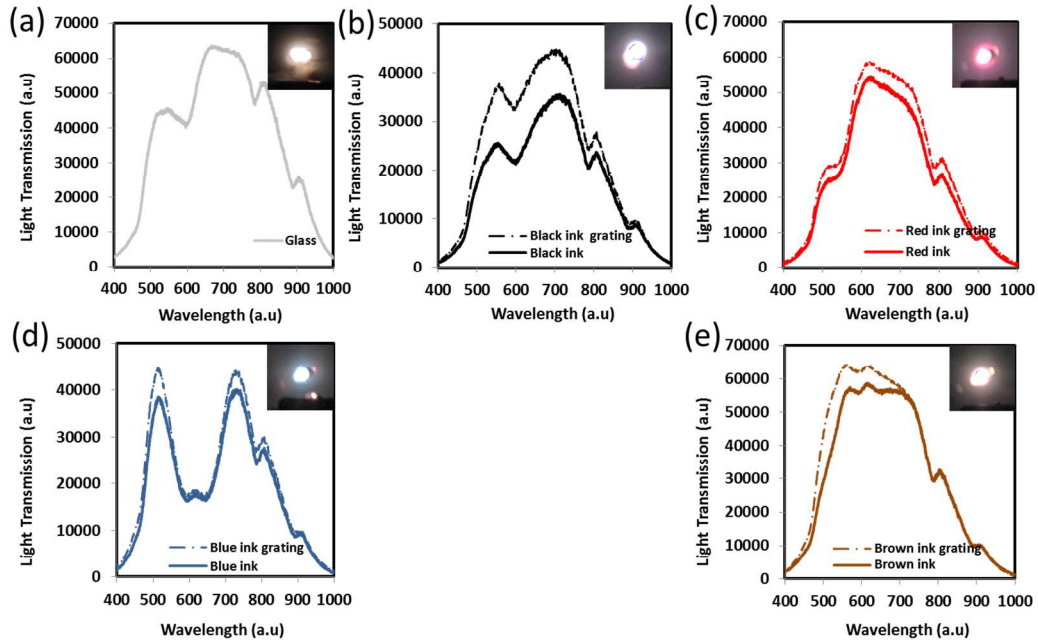 (a)
Light Transmission (a.u)
70000
60000
50000
40000
30000
20000
10000
0
Glass
400 500 600 700 800 900 1000
Wavelength (a.u)
(b)
Light Transmission (a.u)
50000
40000
30000
20000
10000
0
Black ink grating
Black ink
400 500 600 700 800 900 1000
Wavelength (a.u)
(c)
Light Transmission (a.u)
70000
60000
50000
40000
30000
20000
10000
0
Red ink grating
Red ink
400 500 600 700 800 900 1000
Wavelength (a.u)
(d)
Light Transmission (a.u)
50000
40000
30000
20000
10000
0
Blue ink grating
Blue ink
400 500 600 700 800 900 1000
Wavelength (a.u)
(e)
Light Transmission (a.u)
70000
60000
50000
40000
30000
20000
10000
0
Brown ink grating
Brown ink
400 500 600 700 800 900 1000
Wavelength (a.u)